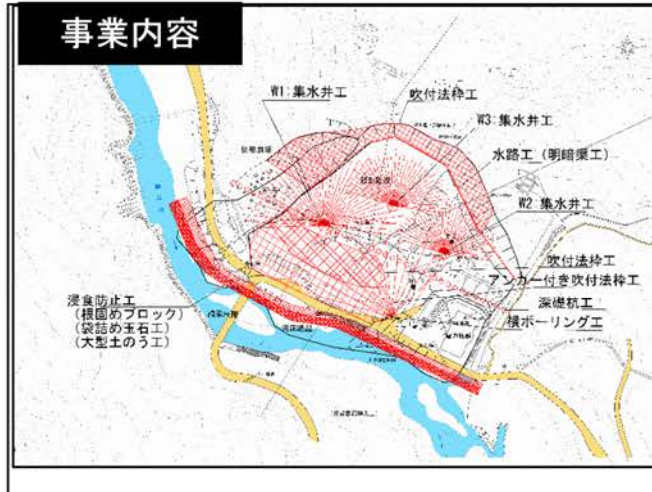 事業内容
W1:集水井工
吹付法枠工
W3:集水井工
水路工（明暗渠工）
W2:集水井工
吹付法枠工
アンカー付き吹付法枠工
深礎杭工
横ボーリング工
浸食防止工
（根固めブロック）
（袋詰め玉石工）
（大型土のう工）